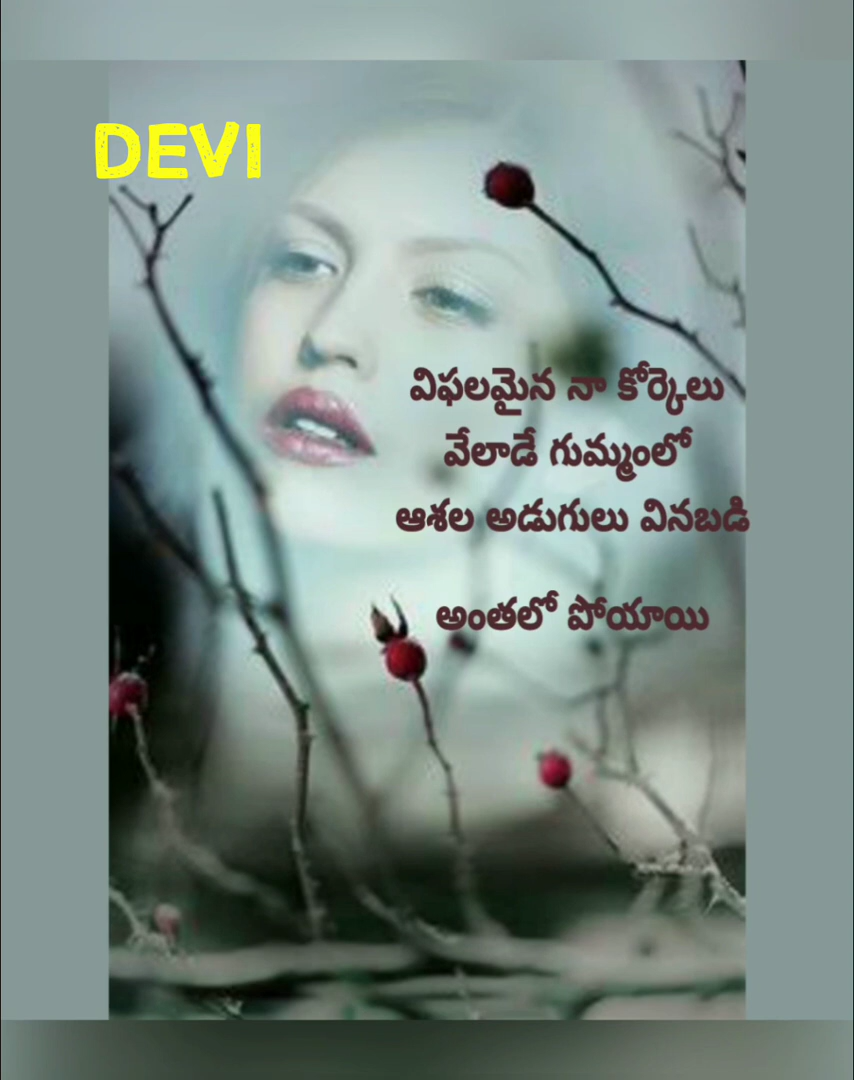 DEVI
విఫలమైన నా కోర్కెలు
వేలాడే గుమ్మంలో
ఆశల అడుగులు వినబడి
అంతలో పోయాయి